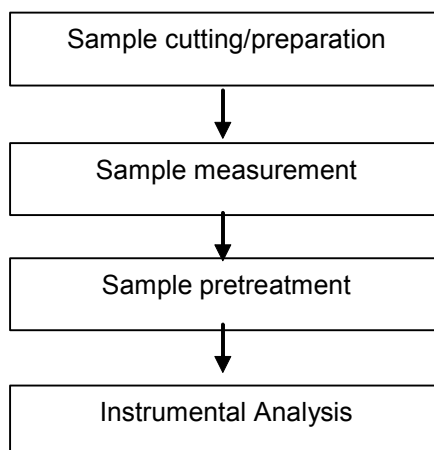 Sample cutting/preparation
Sample measurement
Sample pretreatment
Instrumental Analysis